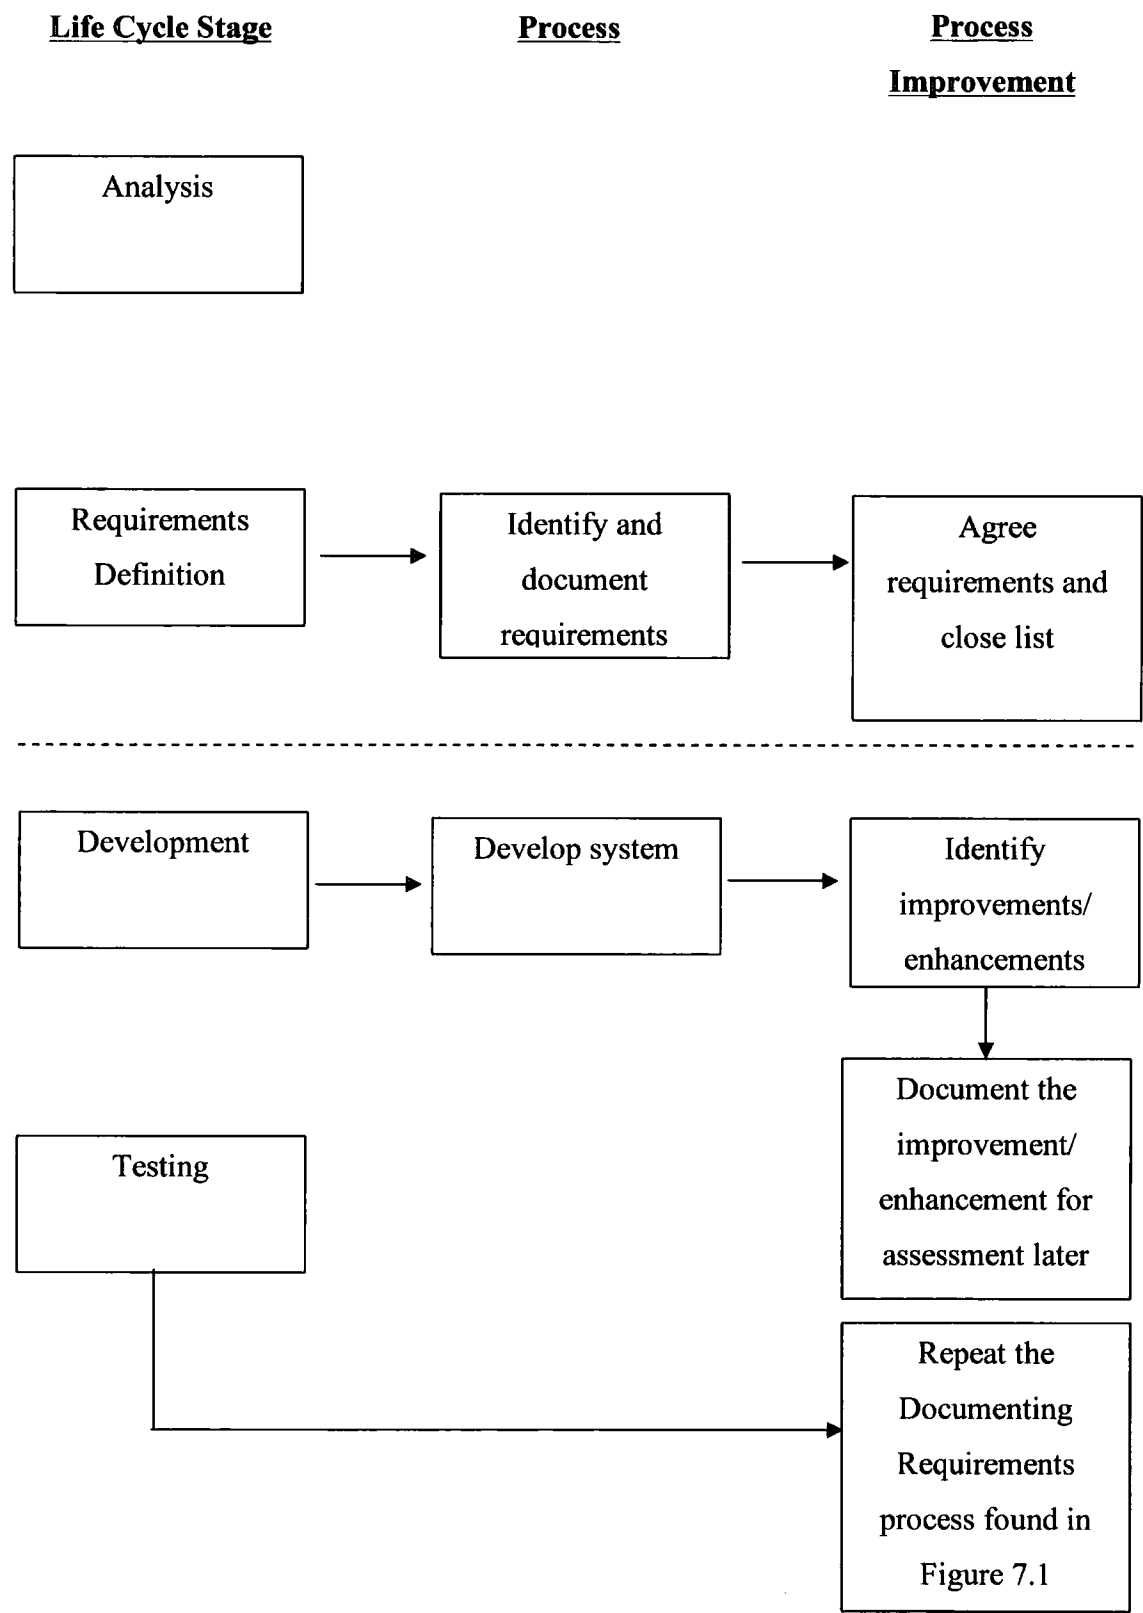 Life Cycle Stage
Process
Process
Improvement
Analysis
Requirements
Definition
Identify and
document
requirements
Agree
requirements and
close list
Development
Develop system
Identify
improvements/
enhancements
Document the
improvement/
enhancement for
assessment later
Testing
Repeat the
Documenting
Requirements
process found in
Figure 7.1